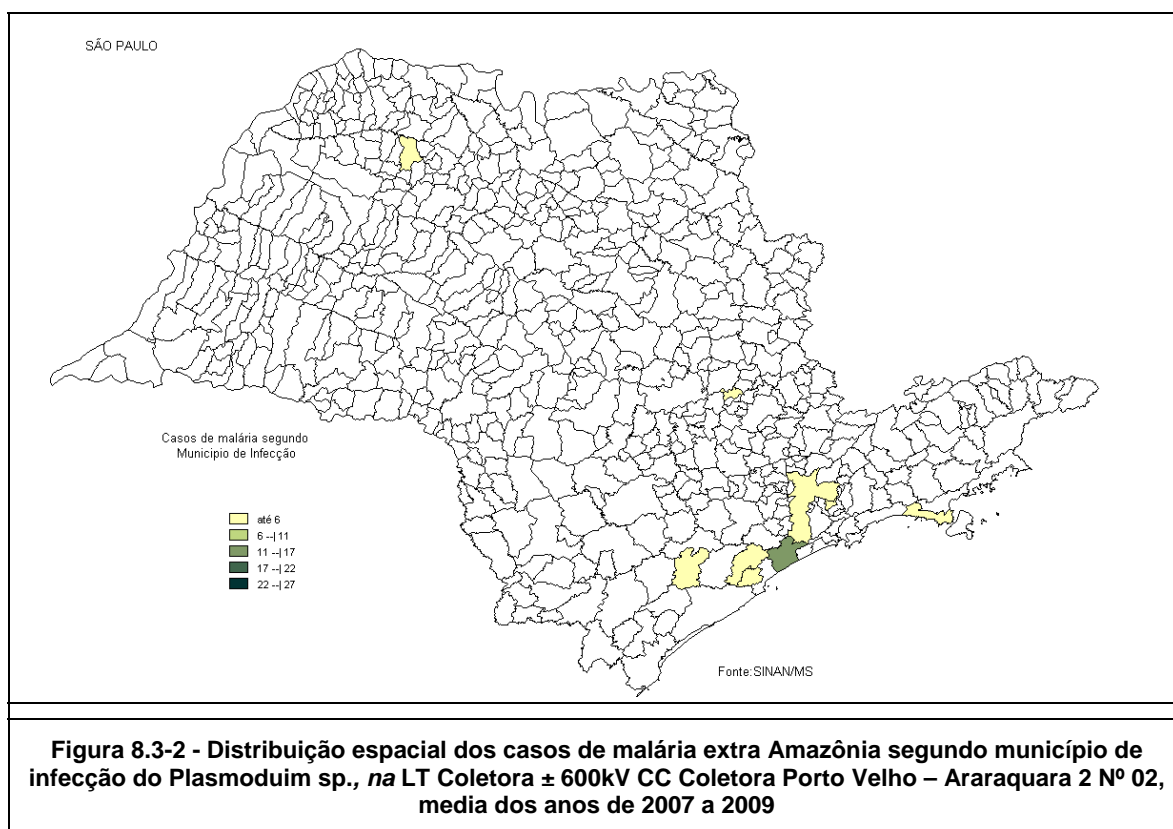 SÃO PAULO
Casos de malária segundo
Municipio de Infecção
até 6
6 --| 11
11 --| 17
17 --| 22
22 --| 27
Fonte:SINAN/MS
Figura 8.3-2 - Distribuição espacial dos casos de malária extra Amazônia segundo município de
infecção do Plasmoduim sp., na LT Coletora ± 600kV CC Coletora Porto Velho – Araraquara 2 Nº 02,
media dos anos de 2007 a 2009